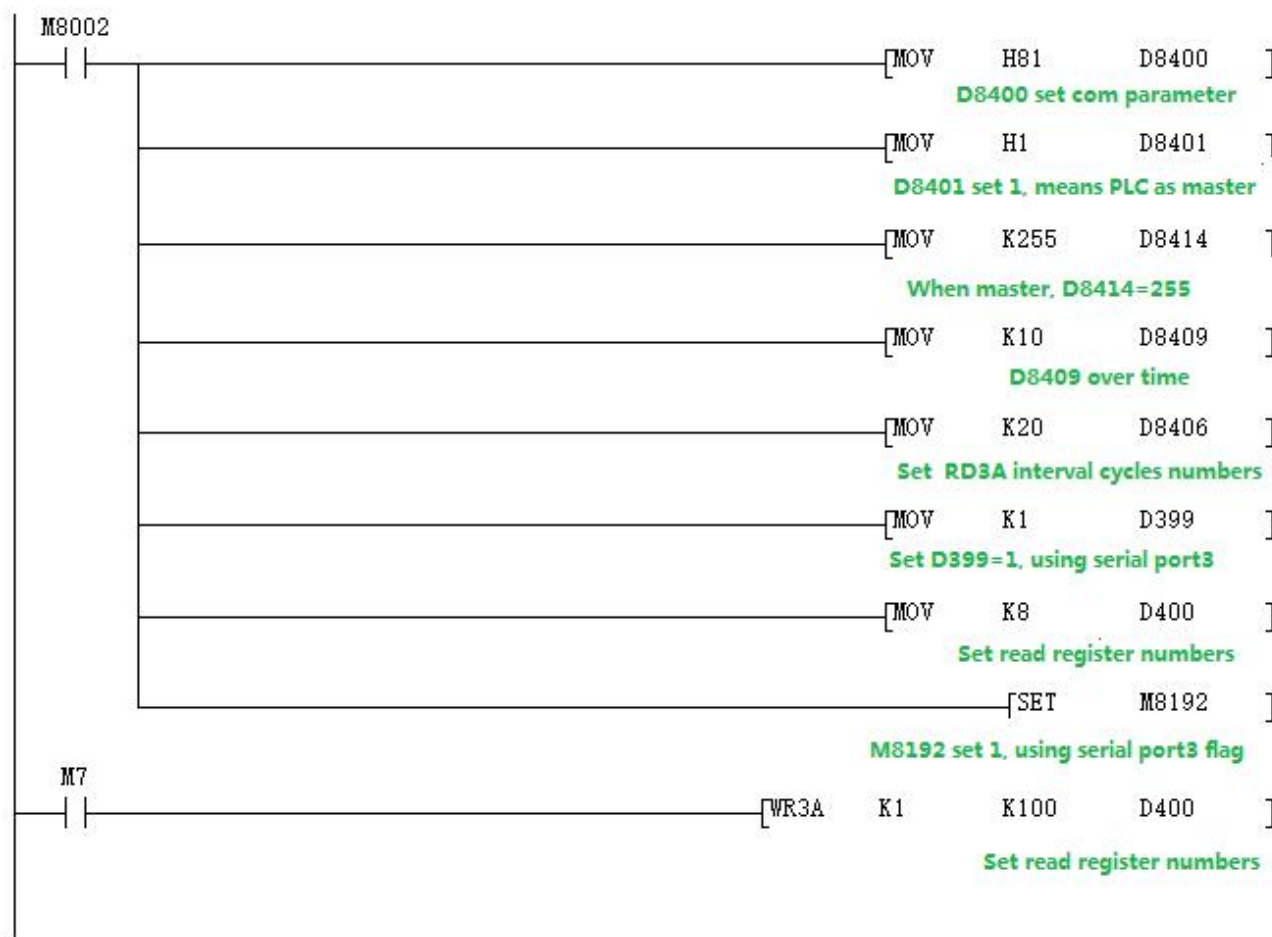 M8002
MOV H81 D8400
D8400 set com parameter
MOV H1 D8401
D8401 set 1, means PLC as master
MOV K255 D8414
When master, D8414=255
MOV K10 D8409
D8409 over time
MOV K20 D8406
Set RD3A interval cycles numbers
MOV K1 D399
Set D399=1, using serial port3
MOV K8 D400
Set read register numbers
SET M8192
M8192 set 1, using serial port3 flag
M7
WR3A K1 K100 D400
Set read register numbers